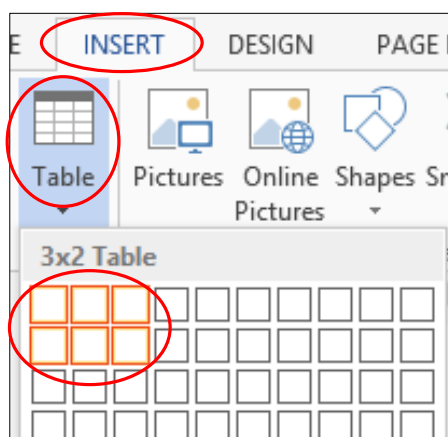 E INSERT DESIGN PAGE
Table Pictures Online Pictures Shapes
3x2 Table